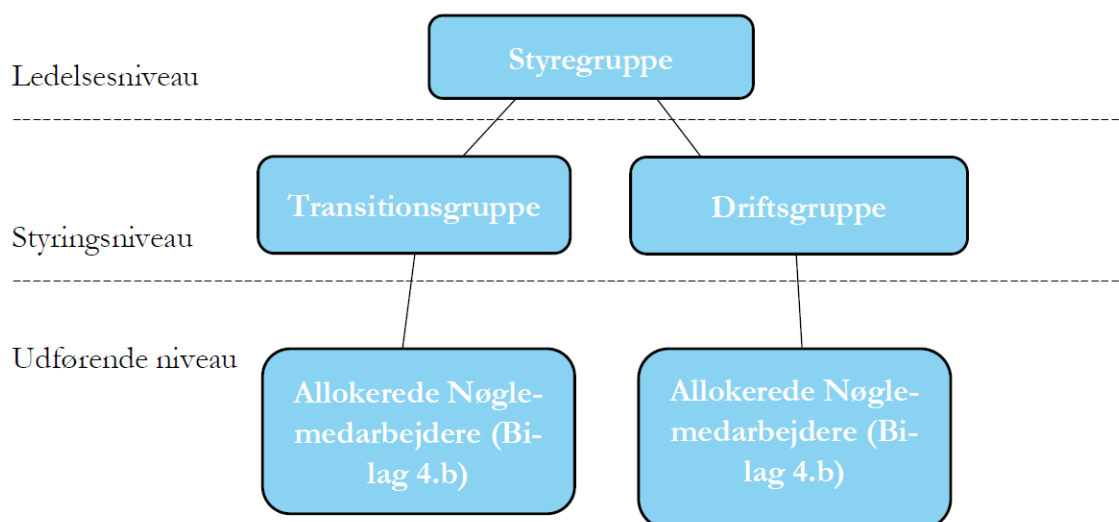 Styregruppe
Ledelsesniveau
Transitionsgruppe
Driftsgruppe
Styringsniveau
Udførende niveau
Allokerede Nøgle-
medarbejdere (Bi-
lag 4.b)
Allokerede Nøgle-
medarbejdere (Bi-
lag 4.b)